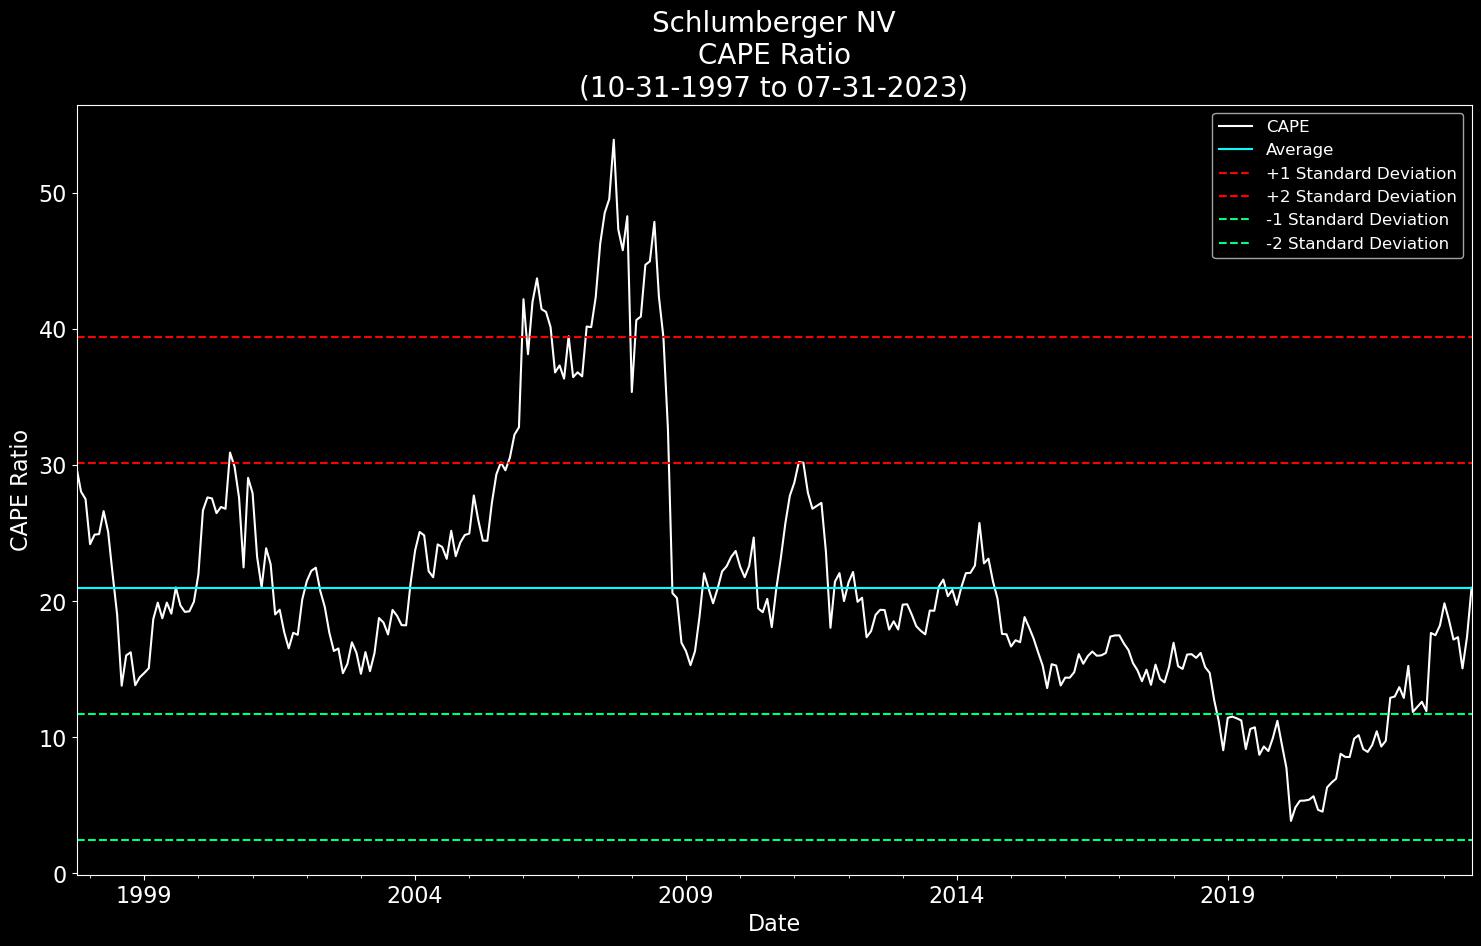 Schlumberger NV
CAPE Ratio
(10-31-1997 to 07-31-2023)
CAPE
Average
+1 Standard Deviation
+2 Standard Deviation
-1 Standard Deviation
-2 Standard Deviation
CAPE Ratio
50
40
30
20
10
0
1999 2004 2009 2014 2019
Date